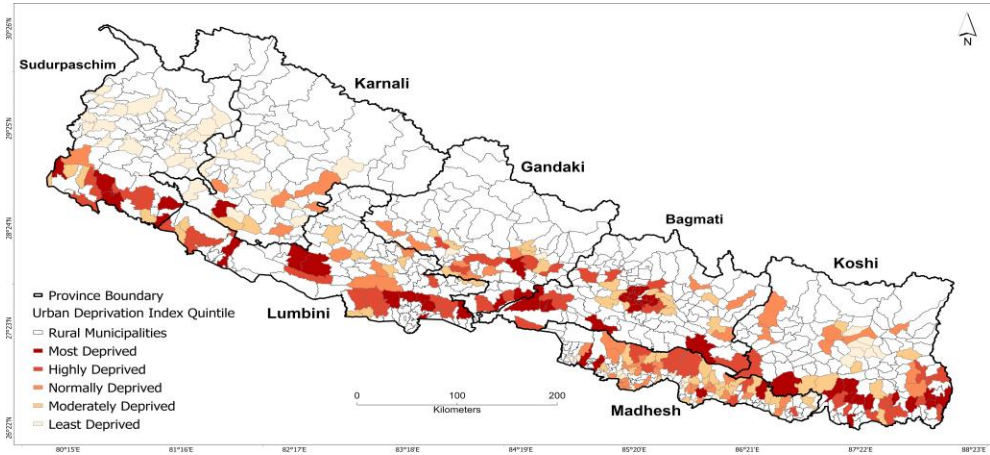 N
Sudurpaschim
Karnali
Gandaki
Bagmati
Koshi
Lumbini
Madhesh
Province Boundary
Urban Deprivation Index Quintile
Rural Municipalities
Most Deprived
Highly Deprived
Normally Deprived
Moderately Deprived
Least Deprived
0 100 200
Kilometers
30°26'
29°25'
28°24'
27°23'
26°22'
80°15'E 81°16'E 82°17'E 83°18'E 84°19'E 85°20'E 86°21'E 87°22'E 88°23'E